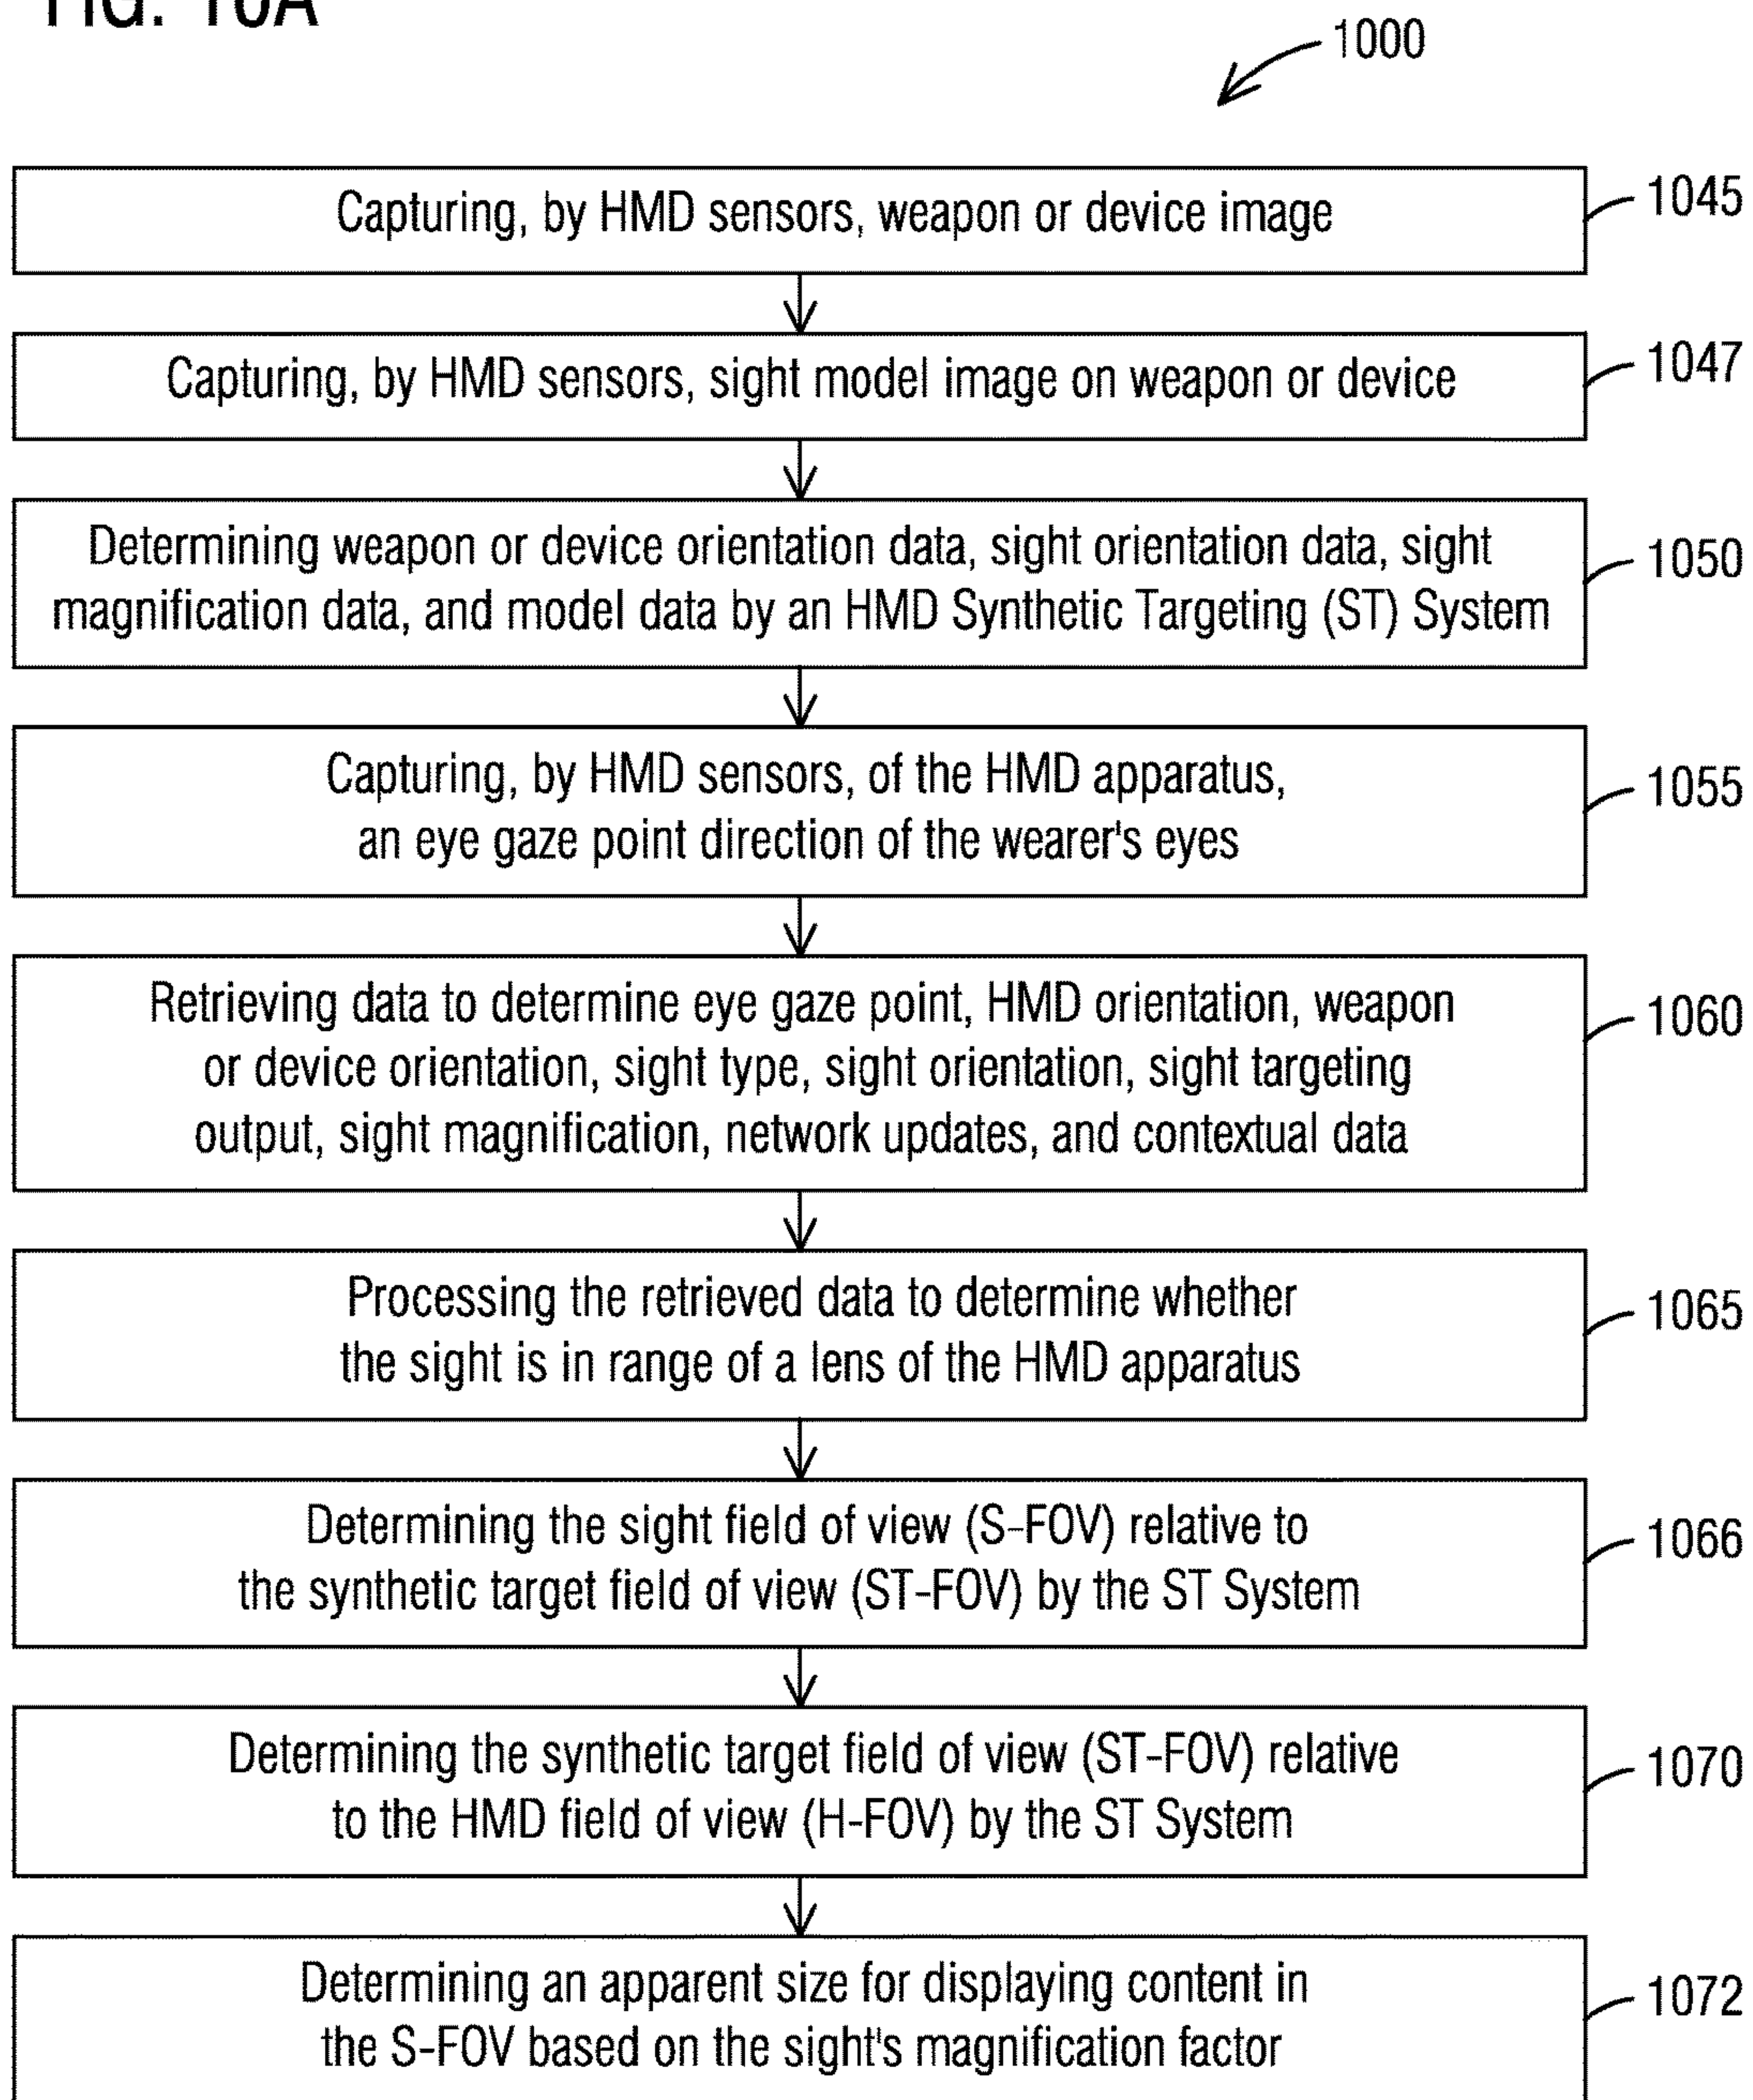 FIG. 10A
1000
Capturing, by HMD sensors, weapon or device image
1045
Capturing, by HMD sensors, sight model image on weapon or device
1047
Determining weapon or device orientation data, sight orientation data, sight
magnification data, and model data by an HMD Synthetic Targeting (ST) System
1050
Capturing, by HMD sensors, of the HMD apparatus,
an eye gaze point direction of the wearer's eyes
1055
Retrieving data to determine eye gaze point, HMD orientation, weapon
or device orientation, sight type, sight orientation, sight targeting
output, sight magnification, network updates, and contextual data
1060
Processing the retrieved data to determine whether
the sight is in range of a lens of the HMD apparatus
1065
Determining the sight field of view (S-FOV) relative to
the synthetic target field of view (ST-FOV) by the ST System
1066
Determining the synthetic target field of view (ST-FOV) relative
to the HMD field of view (H-FOV) by the ST System
1070
Determining an apparent size for displaying content in
the S-FOV based on the sight's magnification factor
1072